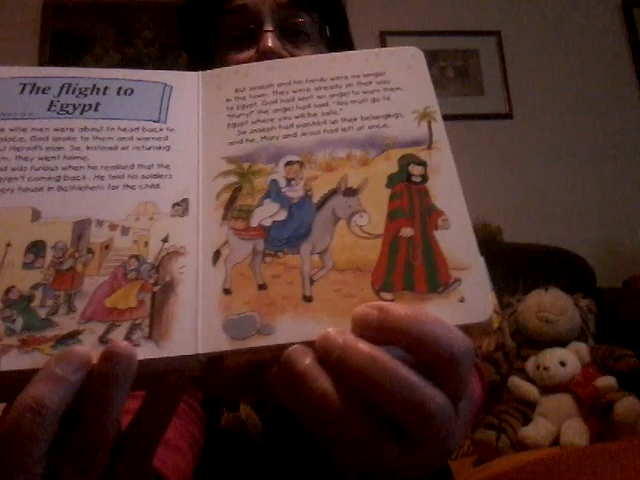 The flight to
Egypt
wise men were about to head back to
God spoke to them and warned
Herod's plan. So, instead of returning
they went home.
was furious when he realised that the
weren't coming back. He told his soldiers
every house in Bethlehem for the child.
But Joseph and his family were no longer
in the town, they were already on their way
to Egypt. God had sent an angel to warn them.
"Hurry!" the angel had said. "You must go to
Egypt where you will be safe."
So Joseph had packed up their belongings,
and he, Mary and Jesus had left at once.